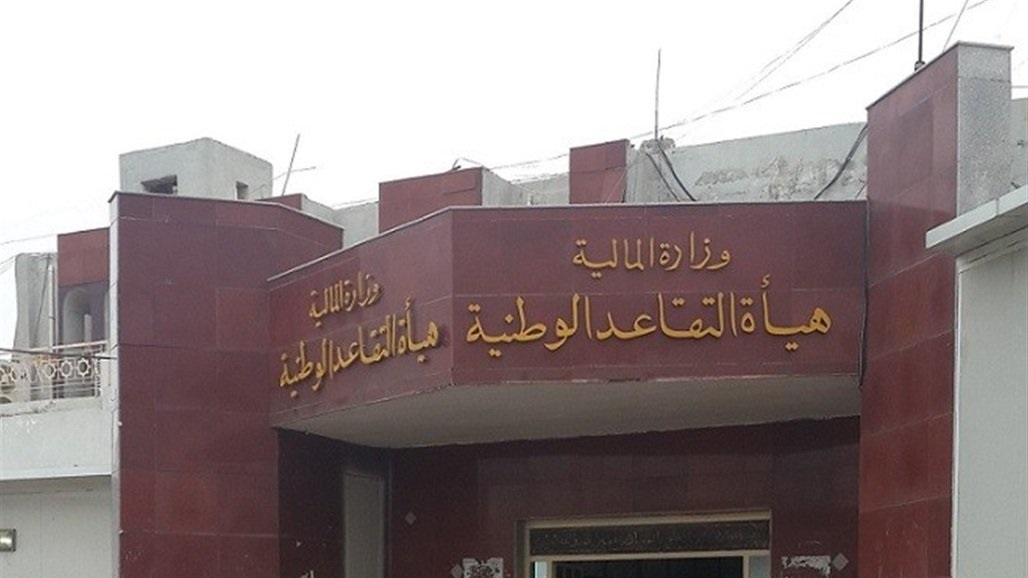 وزارة المالية
هيأة التقاعد الوطنية
وزارة المالية
هيأة التقاعد الوطنية